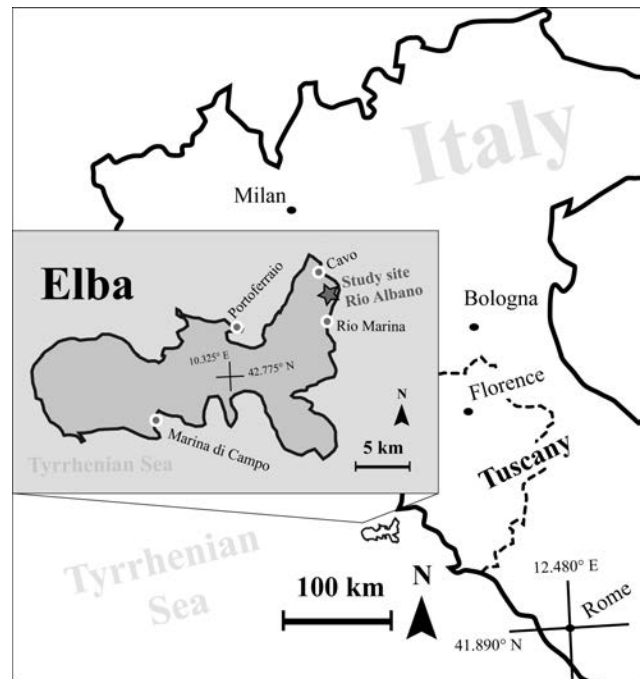 Italy
Milan
Elba
Cavo
Portoferraio
Study site
Rio Albano
Rio Marina
10.325° E
42.775° N
Marina di Campo
N
5 km
Tyrrhenian Sea
Bologna
Florence
Tuscany
Tyrrhenian
Sea
100 km
N
12.480° E
Rome
41.890° N